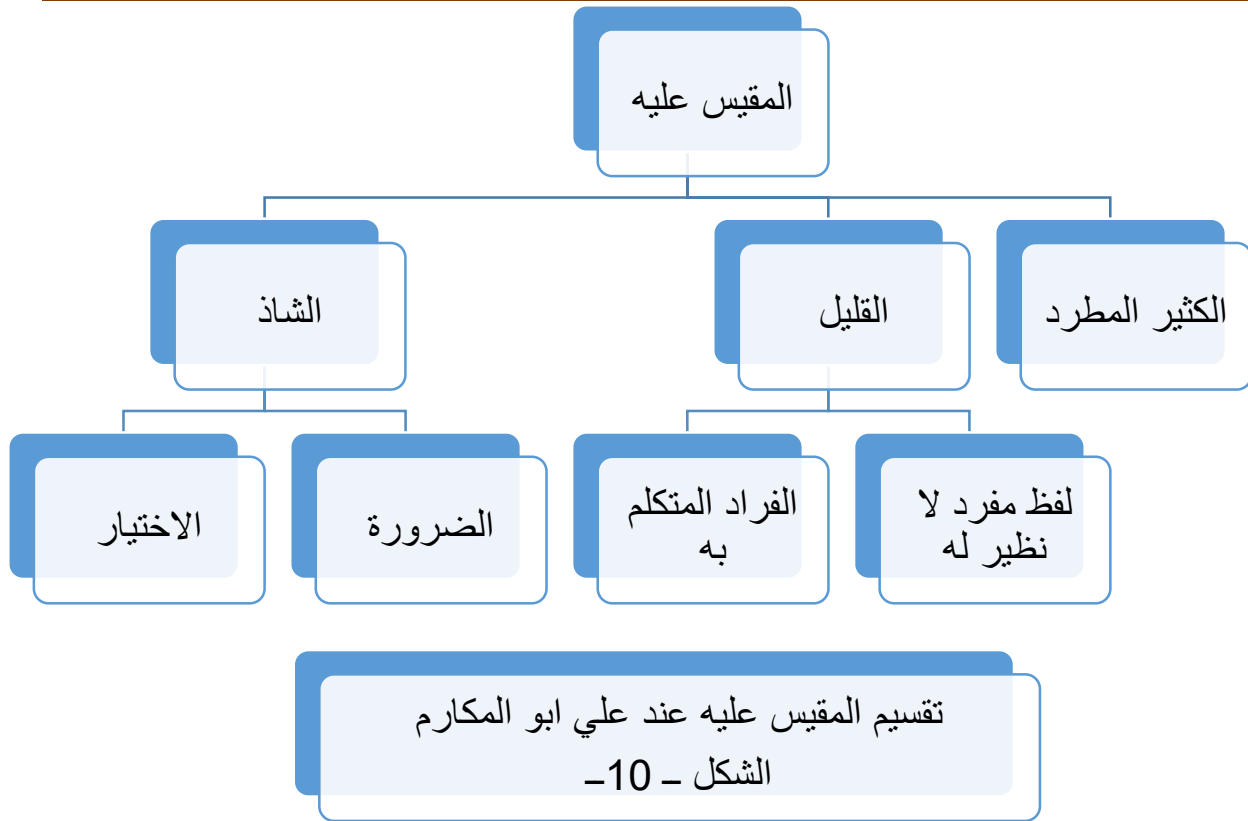 المقيس عليه
الكثير المطرد
القليل
الشاذ
لفظ مفرد لا
نظير له
الفراد المتكلم
به
الضرورة
الاختيار
تقسيم المقيس عليه عند علي ابو المكارم
الشكل – 10–